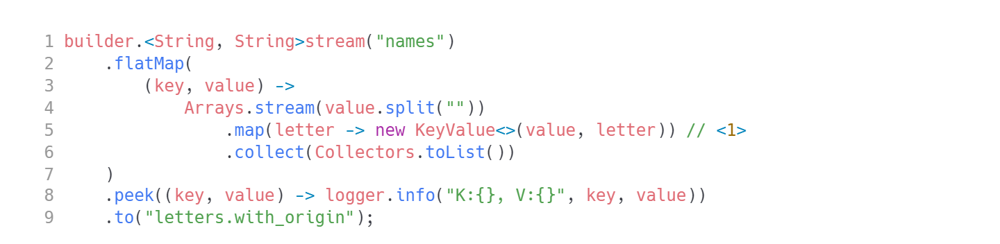 1 builder.<String, String>stream("names")
2     .flatMap(
3         (key, value) ->
4             Arrays.stream(value.split(""))
5                 .map(letter -> new KeyValue<>(value, letter)) // <1>
6                 .collect(Collectors.toList())
7     )
8     .peek((key, value) -> logger.info("K:{}, V:{}", key, value))
9     .to("letters.with_origin");